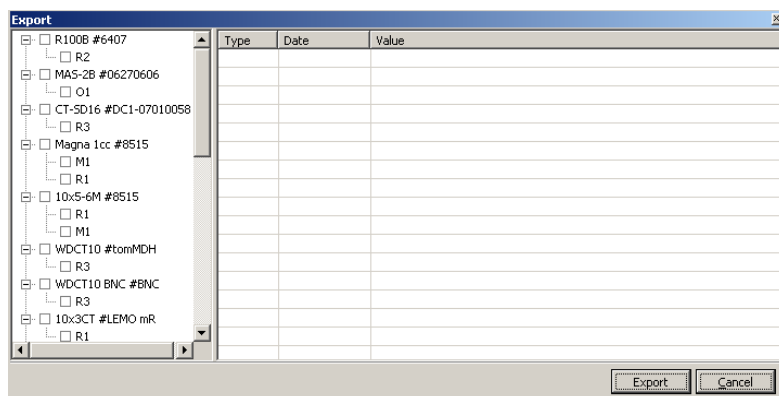 Export
R100B #6407
R2
MAS-2B #06270606
O1
CT-SD16 #DC1-07010058
R3
Magna 1cc #8515
M1
R1
10x5-6M #8515
R1
M1
WDCT10 #tomMDH
R3
WDCT10 BNC #BNC
R3
10x3CT #LEMO mR
R1
Type Date Value
Export Cancel